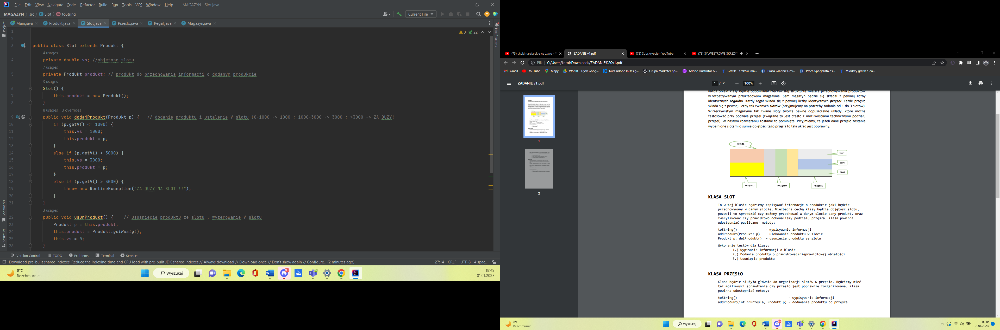 File Edit View Navigate Code Refactor Build Run Tools VCS Window Help MAGAZYN - Slot.java
MAGAZYN src Slot toString
Current File
Main.java Produkt.java Slot.java Przeslo.java Regal.java Magazyn.java
Project
Notifications
Bookmarks
Structure
3 22
1
2
3 public class Slot extends Produkt {
4 usages
4 private double vs; //objetosc slotu
7 usages
5 private Produkt produkt; // produkt do przechowania informacji o dodanym produkcie
3 usages
6 Slot() {
7 this.produkt = new Produkt();
8 }
8 usages 3 overrides
9 @ public void dodajProdukt(Produkt p) { // dodanie produktu i ustalenie V slotu (0-1000 -> 1000 ; 1000-3000 -> 3000 ; >3000 -> ZA DUZY!
10 if (p.getV() <= 1000) {
11 this.vs = 1000;
12 this.produkt = p;
13 }
14 else if (p.getV() < 3000) {
15 this.vs = 3000;
16 this.produkt = p;
17 }
18 else if (p.getV() > 3000) {
19 throw new RuntimeException("ZA DUZY NA SLOT!!!");
20 }
21 }
3 usages
22 public void usunProdukt() { // ususniecie produktu ze slotu , wyzerowanie V slotu
23 Produkt p = this.produkt;
24 this.produkt = Produkt.getPusty();
25 this.vs = 0;
26 }
Version Control TODO Problems Terminal Services
Download pre-built shared indexes: Reduce the indexing time and CPU load with pre-built JDK shared indexes // Always download // Download once // Don't show again // Configure... (2 minutes ago) 27:14 CRLF UTF-8 4 spac...
8°C
Bezchmurnie
Wyszukaj
9+
18:49
01.01.2023
(73) skoki narciarskie na żywo - ZADANIE v1.pdf (73) Subskrypcje - YouTube (73) SYLWESTROWE SKRĘZY
Plik C:/Users/karol/Downloads/ZADANIE%20v1.pdf
Gmail YouTube Mapy WSZIB – Dysk Goog... Kurs Adobe InDesig... Grupa Marketer Sp.... Adobe Illustrator o... Grafik - Kraków, ma... Praca Graphic Desi... Praca Specjalista ds... Młodszy grafik e-co...
ZADANIE v1.pdf 1 / 2 100%
1
2
Każda obiekt klasy będzie odpowiadał rzeczywistej strukturze miejsca przechowywania produktów
w rozpatrywanym przykładowym magazynie. Sam magazyn będzie się składał z pewnej liczby
identycznych regałów. Każdy regał składa się z pewnej liczby identycznych przęseł. Każde przęsło
składa się z pewnej liczby tak zwanych slotów (przyjmujemy na potrzeby zadania od 1 do 3 slotów).
W rzeczywistym magazynie tak zwane sloty tworzą pewne dopuszczalne układy, które można
zastosować przy podziale przęseł (związane to jest często z możliwościami technicznymi podziału
przęseł). W naszym rozwiązaniu zostanie to pominięte. Przyjmiemy, że jeżeli dane przęsło zostanie
wypełnione slotami o sumie objętości tego przęsła to taki układ jest poprawny.
REGAŁ
SLOT
SLOT
SLOT
PRZĘSŁO PRZĘSŁO PRZĘSŁO
KLASA SLOT
To w tej klasie będziemy zapisywać informacje o produkcie jaki będzie
przechowywany w danym slocie. Niezbędną cechą klasy będzie objętość slotu,
pozwoli to sprawdzić czy możemy przechować w danym slocie dany produkt, oraz
zweryfikować czy prawidłowo dokonaliśmy podziału przęsła. Klasa powinna
udostępniać publiczne metody:
toString() – wypisywanie informacji
addProdukt(Produkt: p) – ulokowanie produktu w slocie
Produkt p: delProdukt() – usunięcie produktu ze slotu
Wykonanie testów dla klasy:
1.) Wypisanie informacji o klasie
2.) Dodanie produktu o prawidłowej/nieprawidłowej objętości
3.) Usunięcie produktu
KLASA PRZĘSŁO
Klasa będzie służyła głównie do organizacji slotów w przęsło. Będziemy mieć
też możliwości sprawdzenie czy przęsło jest poprawnie zorganizowane. Klasa
powinna udostępniać metody:
toString() – wypisywanie informacji
addProdukt(int nrPrzesla, Produkt p) – dodawanie produktu do przęsła
8°C
Bezchmurnie
Wyszukaj
9+
18:49
01.01.2023
1